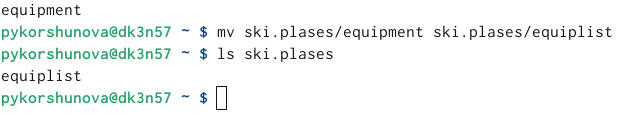 equipment
pykorshunova@dk3n57 ~ $ mv ski.plases/equipment ski.plases/equiplist
pykorshunova@dk3n57 ~ $ ls ski.plases
equiplist
pykorshunova@dk3n57 ~ $